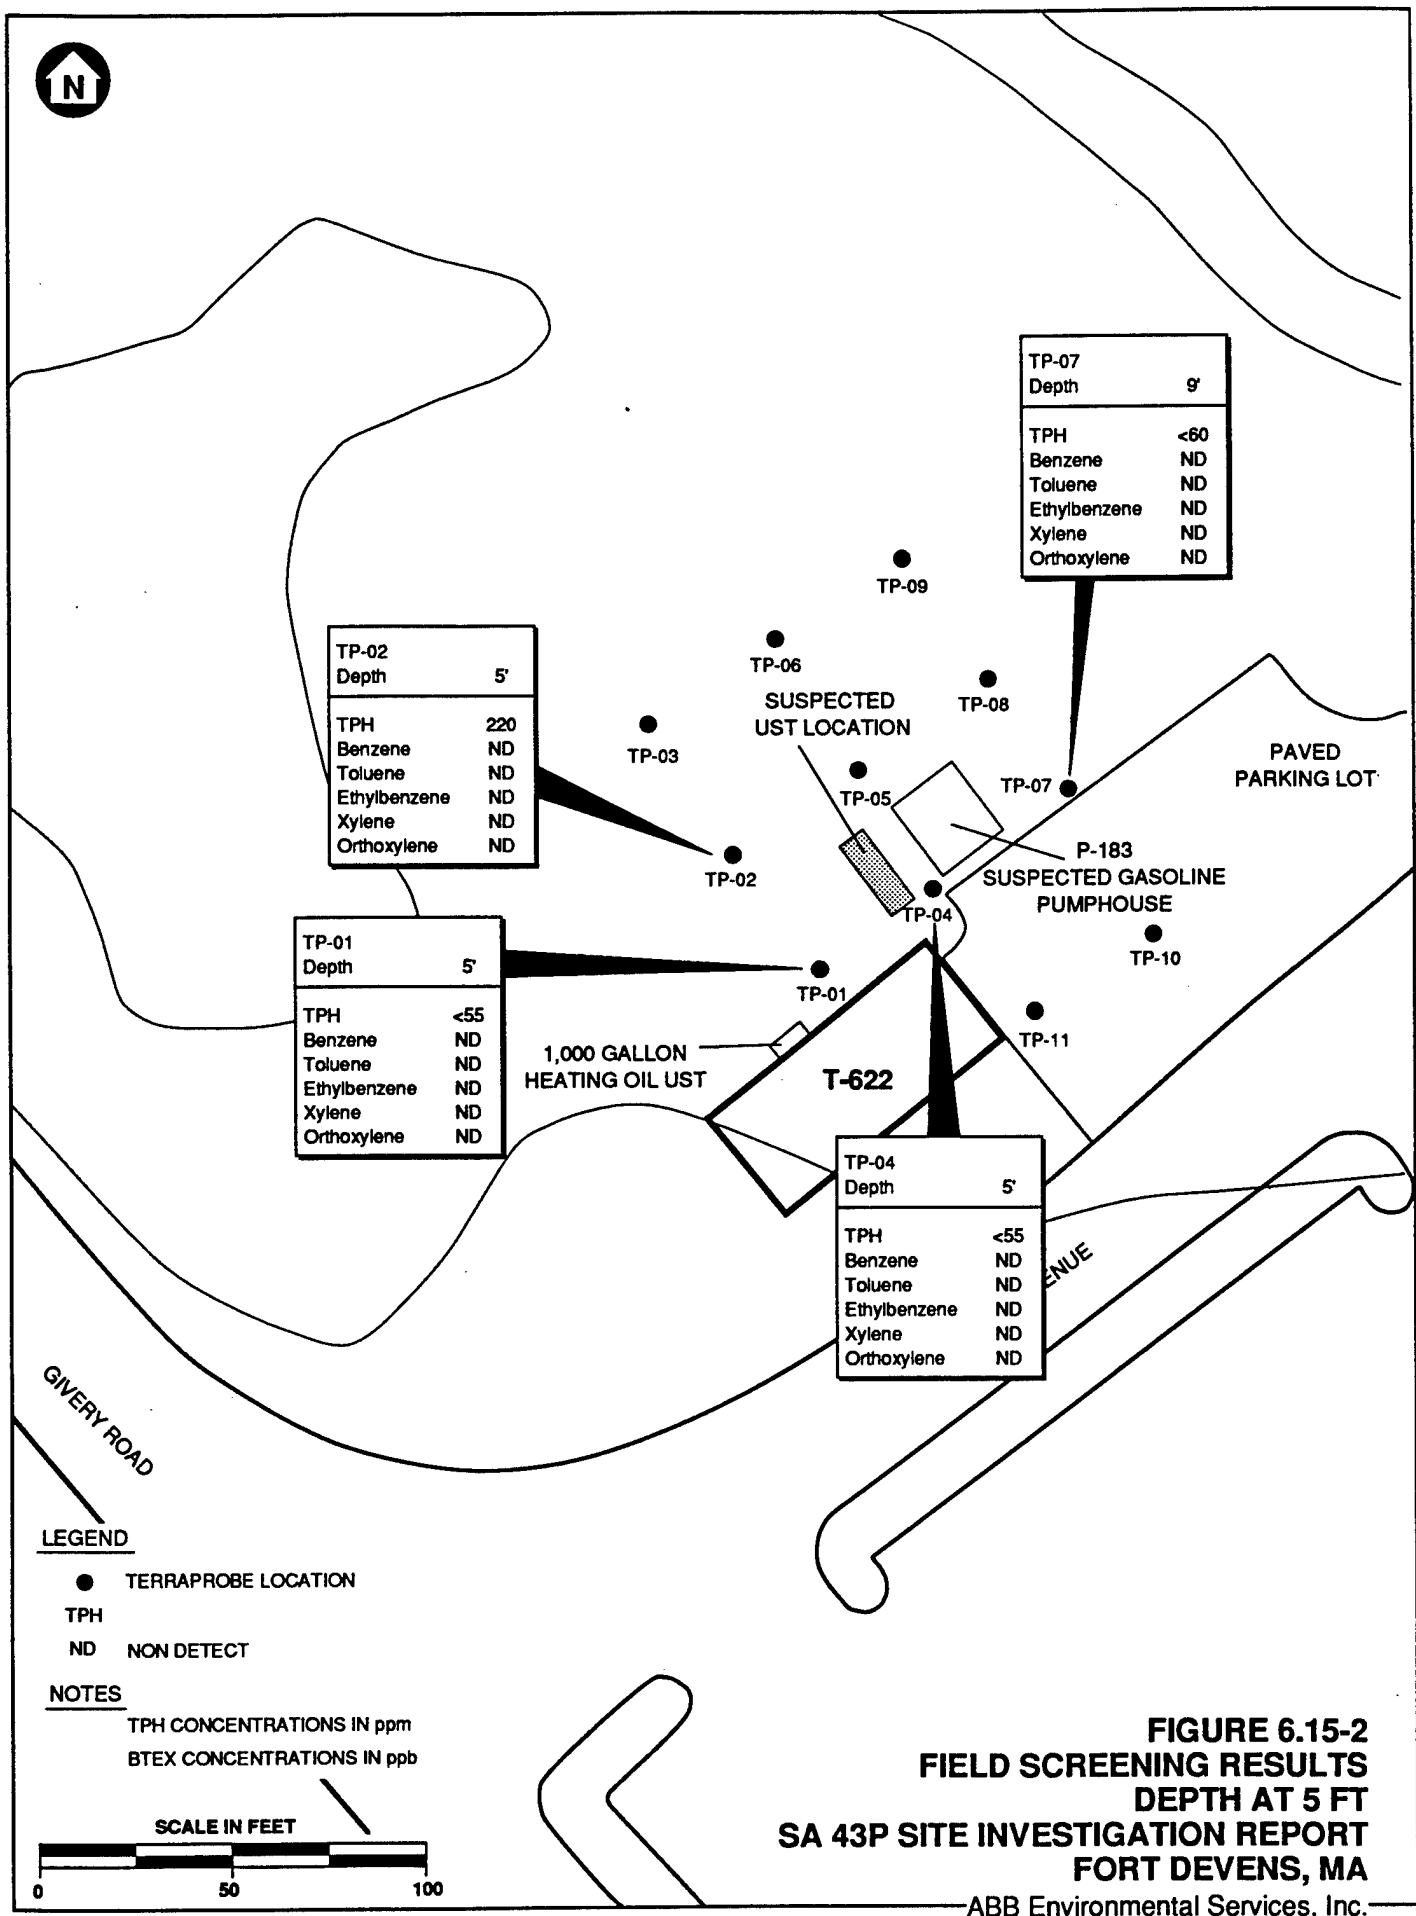 N
TP-07
Depth 9'
TPH <60
Benzene ND
Toluene ND
Ethylbenzene ND
Xylene ND
Orthoxylene ND
TP-09
TP-06
TP-08
TP-02
Depth 5'
TPH 220
Benzene ND
Toluene ND
Ethylbenzene ND
Xylene ND
Orthoxylene ND
SUSPECTED
UST LOCATION
TP-03
TP-05
TP-07
PAVED
PARKING LOT
TP-02
P-183
SUSPECTED GASOLINE
PUMPHOUSE
TP-04
TP-10
TP-01
Depth 5'
TPH <55
Benzene ND
Toluene ND
Ethylbenzene ND
Xylene ND
Orthoxylene ND
TP-01
TP-11
1,000 GALLON
HEATING OIL UST
T-622
TP-04
Depth 5'
TPH <55
Benzene ND
Toluene ND
Ethylbenzene ND
Xylene ND
Orthoxylene ND
ENUE
GIVERY ROAD
LEGEND
TERRAPROBE LOCATION
TPH
ND NON DETECT
NOTES
TPH CONCENTRATIONS IN ppm
BTEX CONCENTRATIONS IN ppb
SCALE IN FEET
0 50 100
FIGURE 6.15-2
FIELD SCREENING RESULTS
DEPTH AT 5 FT
SA 43P SITE INVESTIGATION REPORT
FORT DEVENS, MA
ABB Environmental Services, Inc.